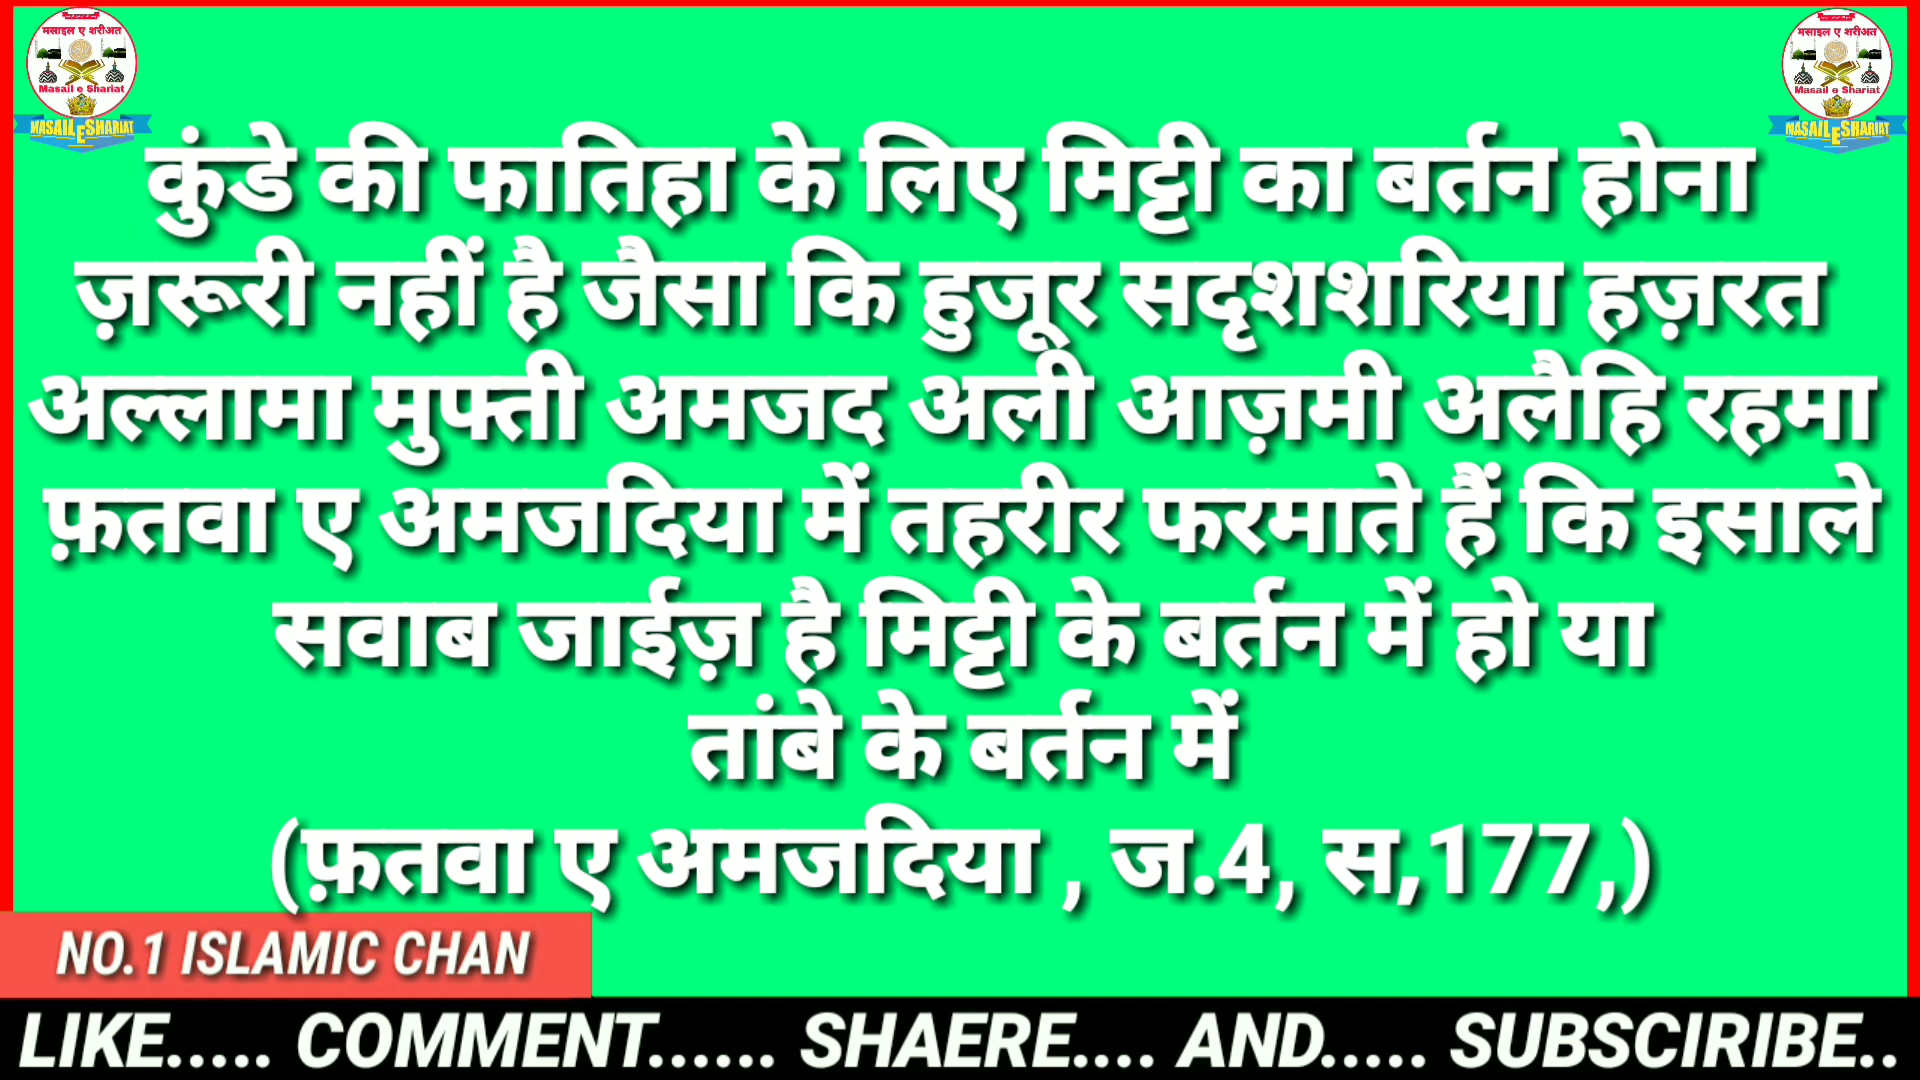 मसाइल ए शरीअत
Masail e Shariat
MASAIL E SHARIAT
मसाइल ए शरीअत
Masail e Shariat
MASAIL E SHARIAT
कुंडे की फातिहा के लिए मिट्टी का बर्तन होना
ज़रूरी नहीं है जैसा कि हुजूर सदृशशरिया हज़रत
अल्लामा मुफ्ती अमजद अली आज़मी अलैहि रहमा
फ़तवा ए अमजदिया में तहरीर फरमाते हैं कि इसाले
सवाब जाईज़ है मिट्टी के बर्तन में हो या
तांबे के बर्तन में
(फ़तवा ए अमजदिया , ज.4, स,177,)
NO.1 ISLAMIC CHAN
LIKE..... COMMENT...... SHAERE.... AND..... SUBSCIRIBE..